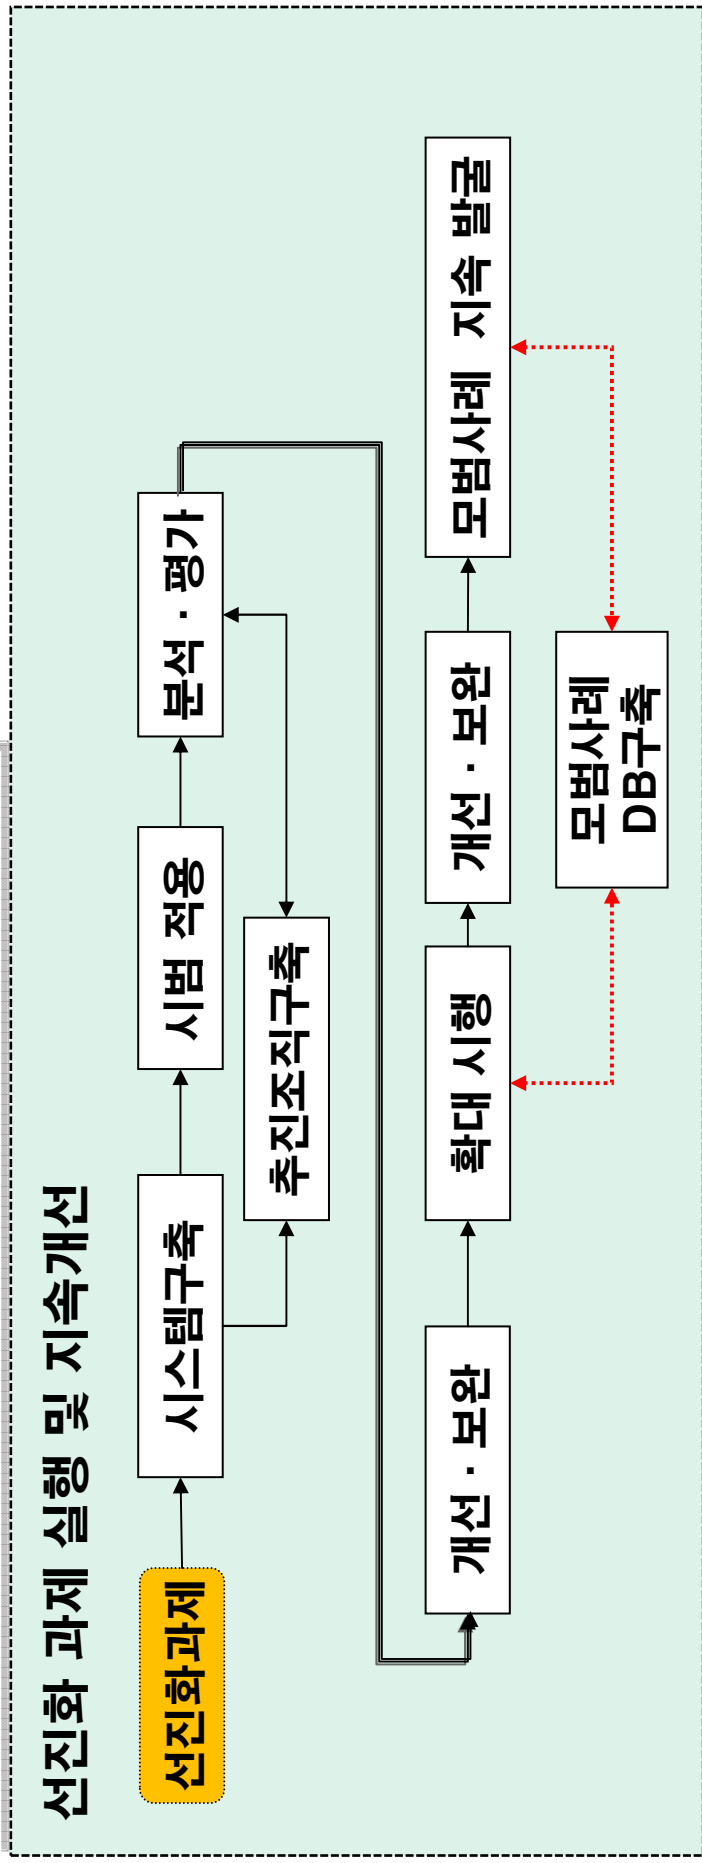 선진화 과제 실행 및 지속개선
선진화과제
시스템구축
시범 적용
분석 · 평가
추진조직구축
개선 · 보완
확대 시행
개선 · 보완
모범사례 지속 발굴
모범사례
DB구축